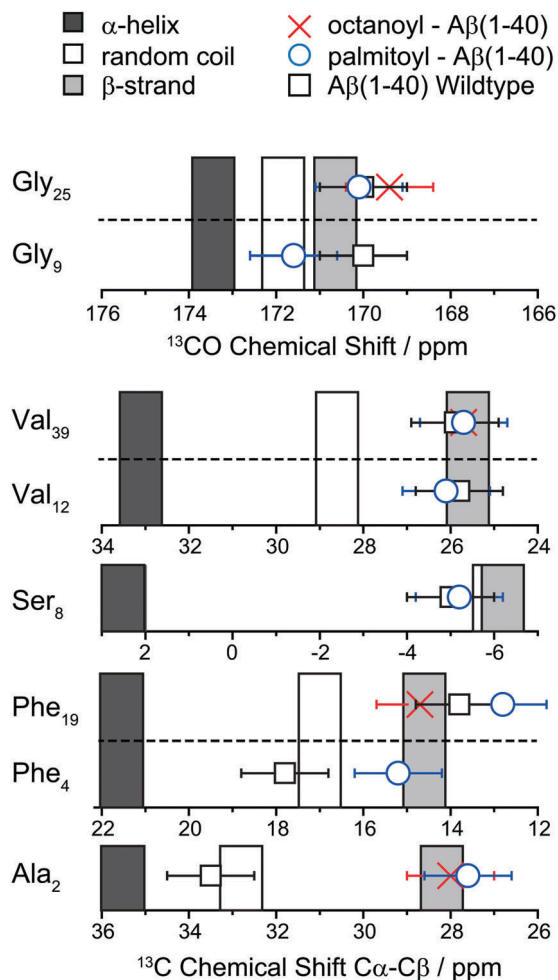 α-helix
random coil
β-strand
octanoyl - Aβ(1-40)
palmitoyl - Aβ(1-40)
Aβ(1-40) Wildtype
Gly₂₅
Gly₉
176 174 172 170 168 166
¹³CO Chemical Shift / ppm
Val₃₉
Val₁₂
34 32 30 28 26 24
Ser₈
2 0 -2 -4 -6
Phe₁₉
Phe₄
22 20 18 16 14 12
Ala₂
36 34 32 30 28 26
¹³C Chemical Shift Cα-Cβ / ppm